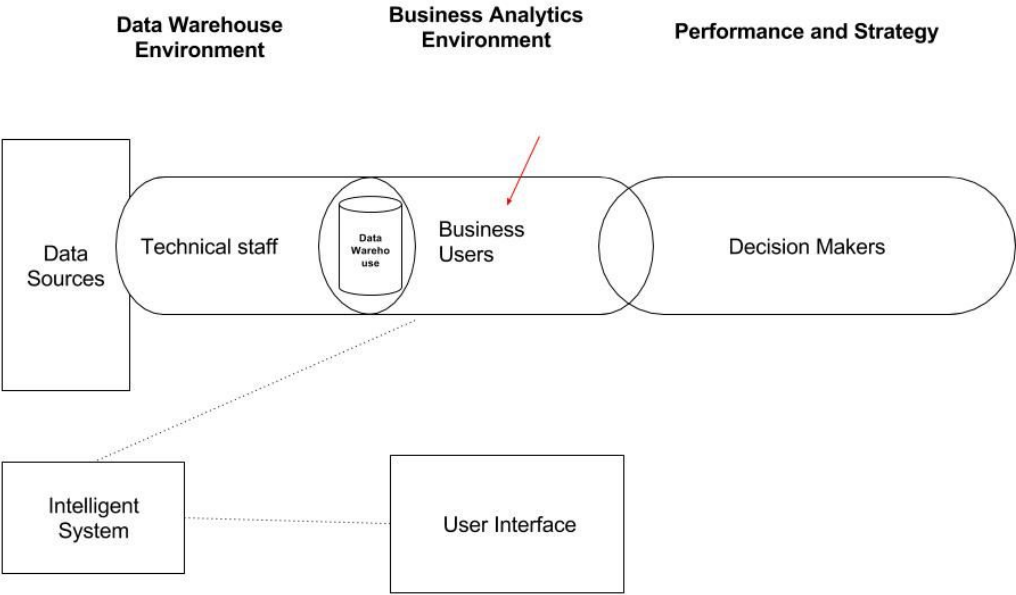 Data Warehouse
Environment
Business Analytics
Environment
Performance and Strategy
Data
Sources
Technical staff
Data
Wareho
use
Business
Users
Decision Makers
Intelligent
System
User Interface